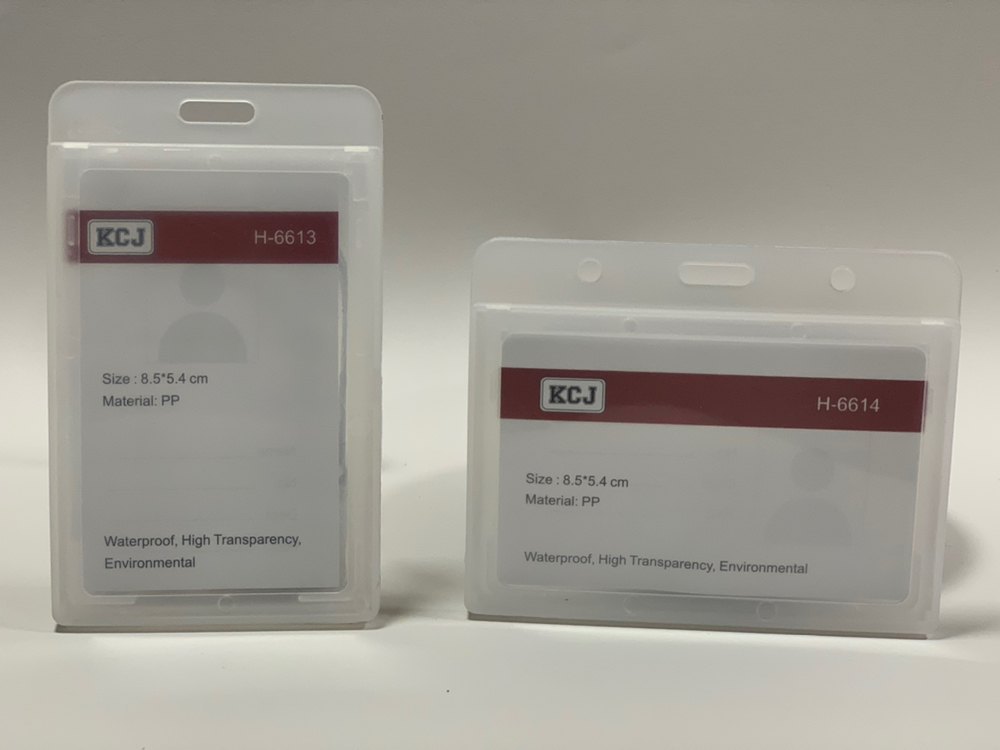 KCJ
H-6613
Size : 8.5*5.4 cm
Material: PP
Waterproof, High Transparency,
Environmental
KCJ
H-6614
Size : 8.5*5.4 cm
Material: PP
Waterproof, High Transparency, Environmental